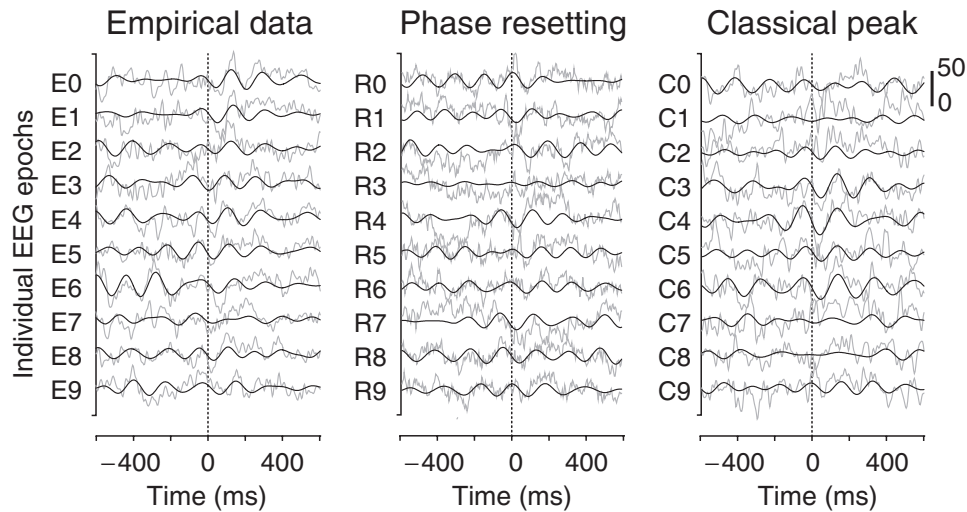 Empirical data
Phase resetting
Classical peak
Individual EEG epochs
E0
E1
E2
E3
E4
E5
E6
E7
E8
E9
R0
R1
R2
R3
R4
R5
R6
R7
R8
R9
C0
C1
C2
C3
C4
C5
C6
C7
C8
C9
50
0
−400 0 400
−400 0 400
−400 0 400
Time (ms)
Time (ms)
Time (ms)